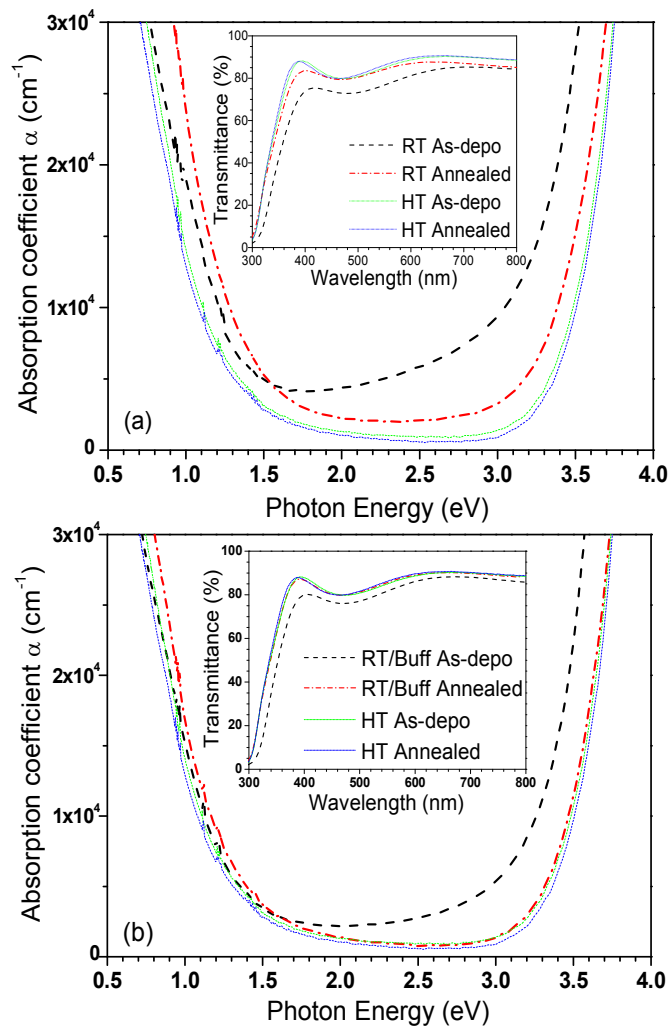 3x10⁴
2x10⁴
1x10⁴
0
Absorption coefficient α (cm⁻¹)
100
80
60
40
20
0
Transmittance (%)
RT As-depo
RT Annealed
HT As-depo
HT Annealed
300 400 500 600 700 800
Wavelength (nm)
(a)
0.5 1.0 1.5 2.0 2.5 3.0 3.5 4.0
Photon Energy (eV)
3x10⁴
2x10⁴
1x10⁴
0
Absorption coefficient α (cm⁻¹)
100
80
60
40
20
0
Transmittance (%)
RT/Buff As-depo
RT/Buff Annealed
HT As-depo
HT Annealed
300 400 500 600 700 800
Wavelength (nm)
(b)
0.5 1.0 1.5 2.0 2.5 3.0 3.5 4.0
Photon Energy (eV)